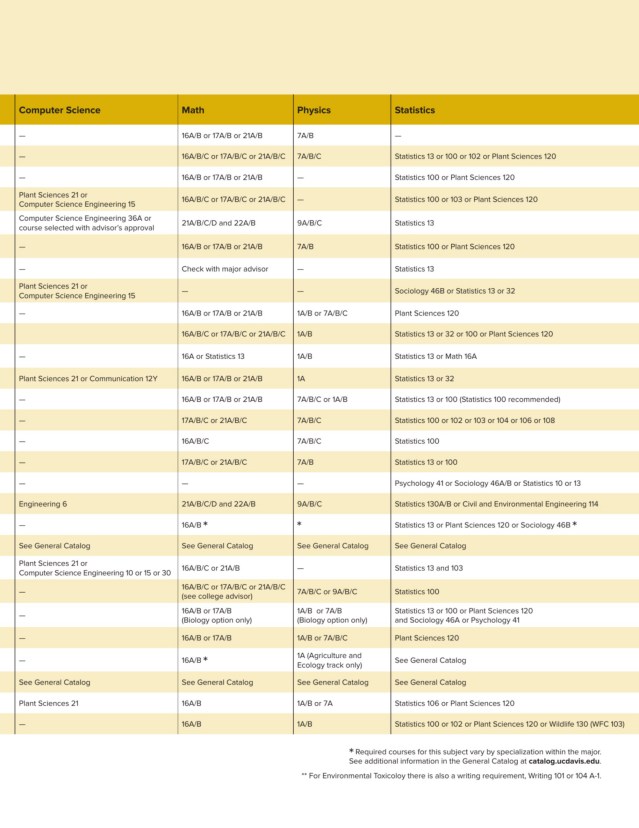 Computer Science Math Physics Statistics
— 16A/B or 17A/B or 21A/B 7A/B —
— 16A/B/C or 17A/B/C or 21A/B/C 7A/B/C Statistics 13 or 100 or 102 or Plant Sciences 120
— 16A/B or 17A/B or 21A/B — Statistics 100 or Plant Sciences 120
Plant Sciences 21 or
Computer Science Engineering 15 16A/B/C or 17A/B/C or 21A/B/C — Statistics 100 or 103 or Plant Sciences 120
Computer Science Engineering 36A or
course selected with advisor's approval 21A/B/C/D and 22A/B 9A/B/C Statistics 13
— 16A/B or 17A/B or 21A/B 7A/B Statistics 100 or Plant Sciences 120
— Check with major advisor — Statistics 13
Plant Sciences 21 or
Computer Science Engineering 15 — — Sociology 46B or Statistics 13 or 32
— 16A/B or 17A/B or 21A/B 1A/B or 7A/B/C Plant Sciences 120
16A/B/C or 17A/B/C or 21A/B/C 1A/B Statistics 13 or 32 or 100 or Plant Sciences 120
— 16A or Statistics 13 1A/B Statistics 13 or Math 16A
Plant Sciences 21 or Communication 12Y 16A/B or 17A/B or 21A/B 1A Statistics 13 or 32
— 16A/B or 17A/B or 21A/B 7A/B/C or 1A/B Statistics 13 or 100 (Statistics 100 recommended)
— 17A/B/C or 21A/B/C 7A/B/C Statistics 100 or 102 or 103 or 104 or 106 or 108
— 16A/B/C 7A/B/C Statistics 100
— 17A/B/C or 21A/B/C 7A/B Statistics 13 or 100
— — — Psychology 41 or Sociology 46A/B or Statistics 10 or 13
Engineering 6 21A/B/C/D and 22A/B 9A/B/C Statistics 130A/B or Civil and Environmental Engineering 114
— 16A/B * * Statistics 13 or Plant Sciences 120 or Sociology 46B *
See General Catalog See General Catalog See General Catalog See General Catalog
Plant Sciences 21 or
Computer Science Engineering 10 or 15 or 30 16A/B/C or 21A/B — Statistics 13 and 103
— 16A/B/C or 17A/B/C or 21A/B/C 7A/B/C or 9A/B/C Statistics 100
(see college advisor)
— 16A/B or 17A/B 1A/B or 7A/B Statistics 13 or 100 or Plant Sciences 120
(Biology option only) (Biology option only) and Sociology 46A or Psychology 41
— 16A/B or 17A/B 1A/B or 7A/B/C Plant Sciences 120
— 16A/B * 1A (Agriculture and See General Catalog
Ecology track only)
See General Catalog See General Catalog See General Catalog See General Catalog
Plant Sciences 21 16A/B 1A/B or 7A Statistics 106 or Plant Sciences 120
— 16A/B 1A/B Statistics 100 or 102 or Plant Sciences 120 or Wildlife 130 (WFC 103)
* Required courses for this subject vary by specialization within the major.
See additional information in the General Catalog at catalog.ucdavis.edu.
** For Environmental Toxicoloy there is also a writing requirement, Writing 101 or 104 A-1.